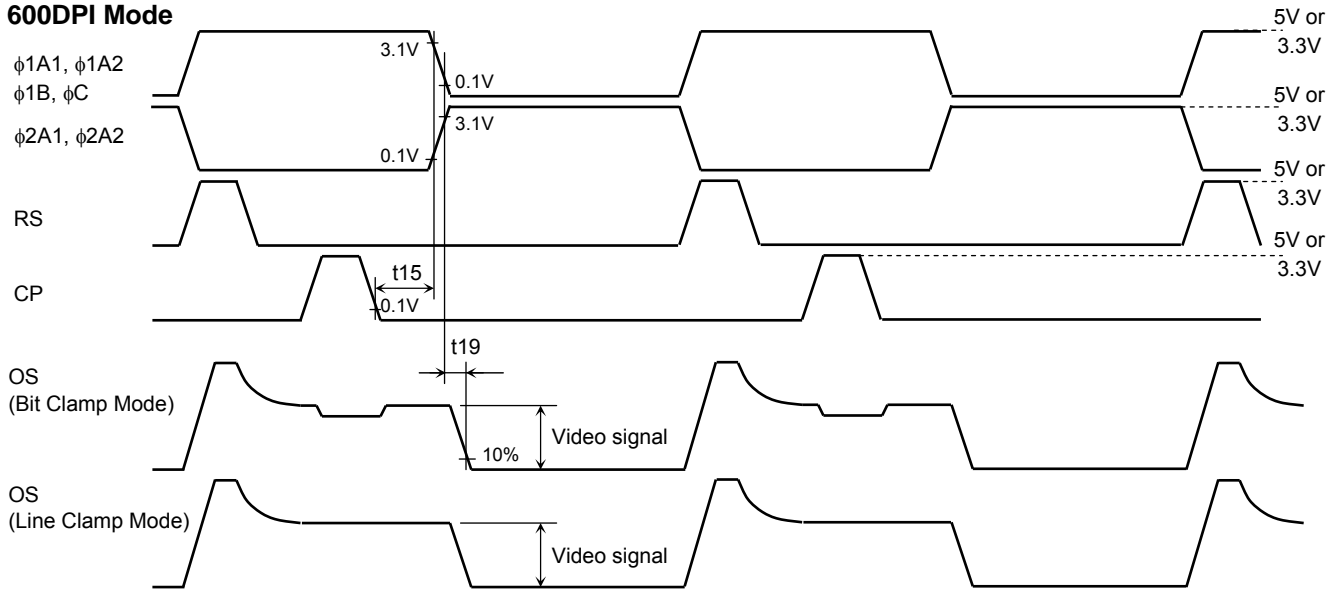 600DPI Mode
5V or
3.3V
ϕ1A1, ϕ1A2
ϕ1B, ϕC
3.1V
0.1V
5V or
3.3V
ϕ2A1, ϕ2A2
3.1V
0.1V
5V or
3.3V
RS
5V or
3.3V
CP
t15
0.1V
t19
OS
(Bit Clamp Mode)
Video signal
10%
OS
(Line Clamp Mode)
Video signal